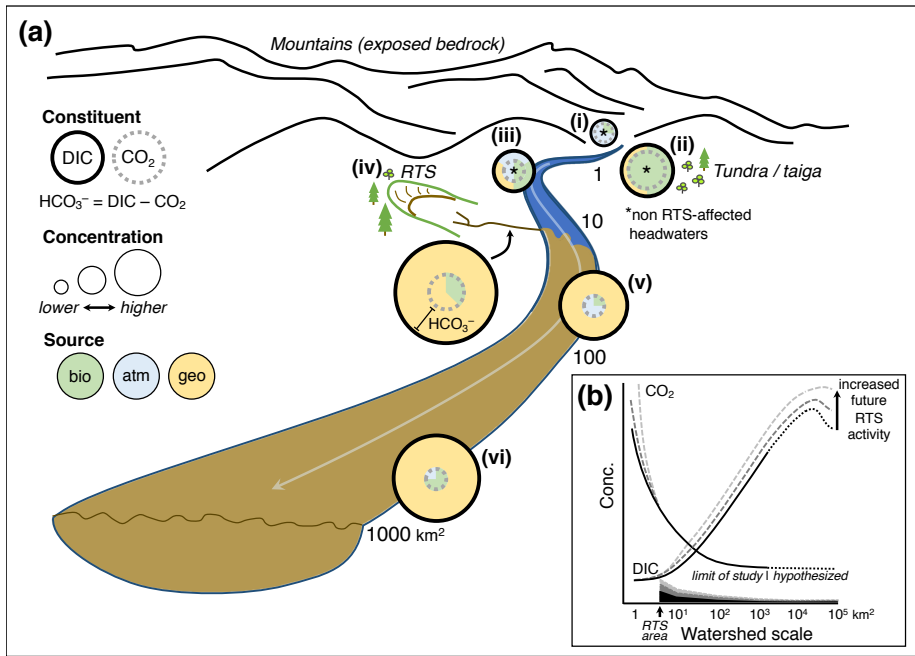 (a)
Mountains (exposed bedrock)
Constituent
DIC
CO₂
HCO₃⁻ = DIC – CO₂
Concentration
lower
higher
Source
bio
atm
geo
(i)
*
(ii)
*
Tundra / taiga
*non RTS-affected
headwaters
(iii)
*
(iv)
RTS
HCO₃⁻
1
10
(v)
100
(vi)
1000 km²
(b)
CO₂
increased
future
RTS
activity
Conc.
DIC
limit of study | hypothesized
1
10¹
10²
10³
10⁴
10⁵ km²
RTS
area
Watershed scale